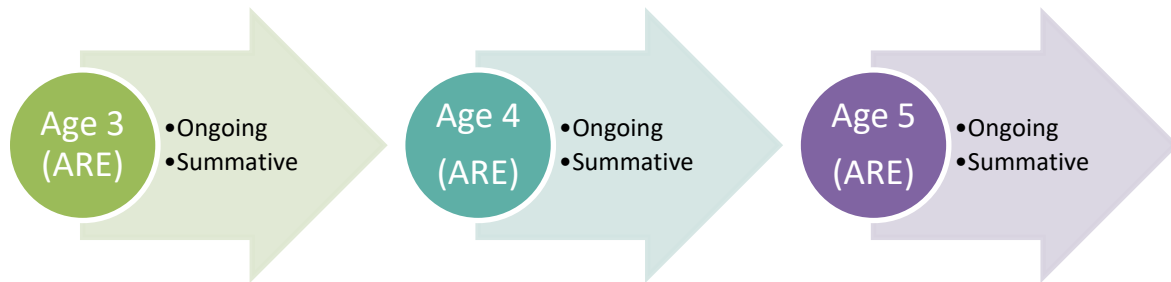 Age 3
(ARE)
•Ongoing
•Summative
Age 4
(ARE)
•Ongoing
•Summative
Age 5
(ARE)
•Ongoing
•Summative